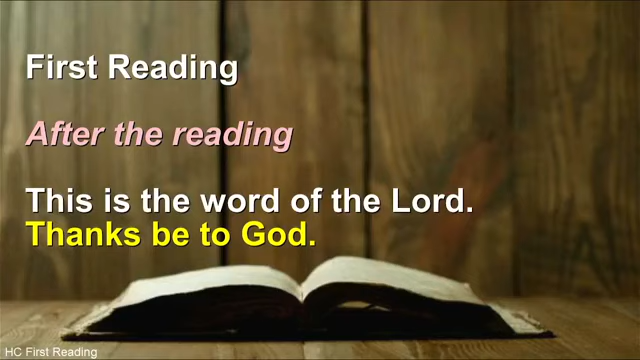 First Reading
After the reading
This is the word of the Lord.
Thanks be to God.
HC First Reading